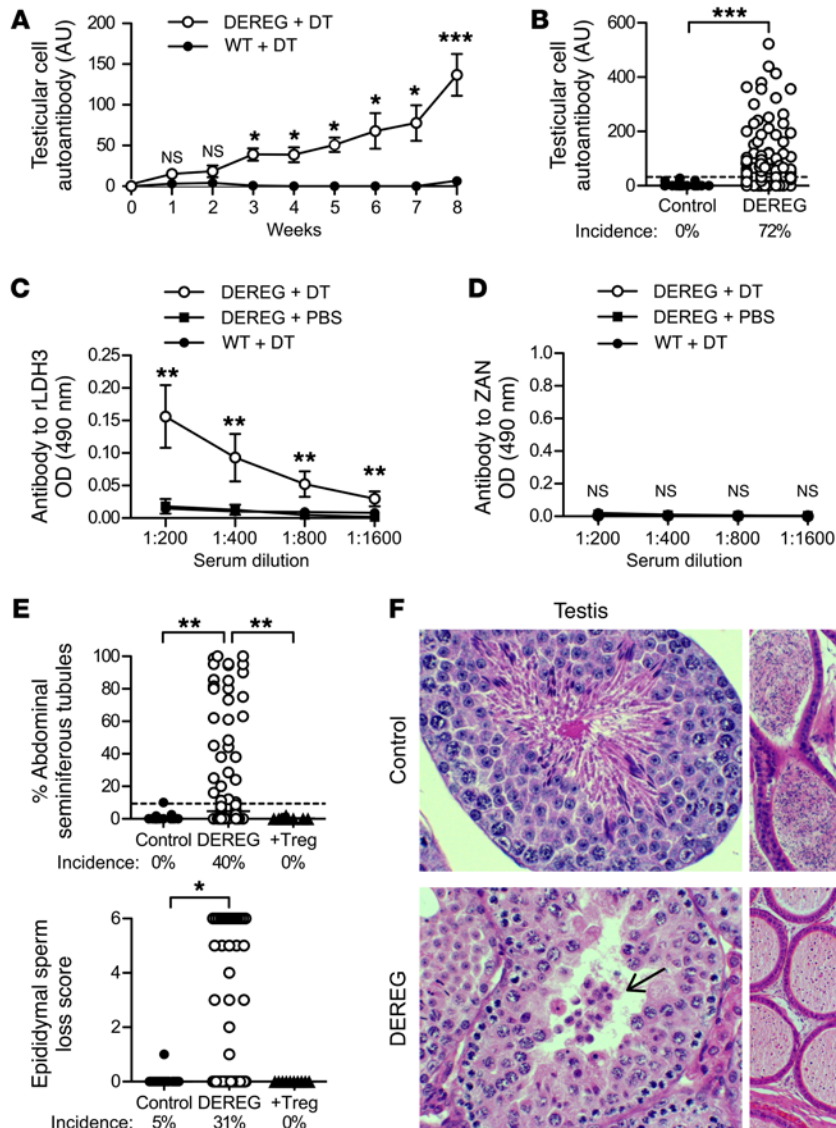 A
DEREG + DT
WT + DT
Testicular cell
autoantibody (AU)
200
150
100
50
0
NS
NS
*
*
*
*
*
***
0
1
2
3
4
5
6
7
8
Weeks
B
Testicular cell
autoantibody (AU)
600
400
200
0
***
Control
DEREG
Incidence:
0%
72%
C
DEREG + DT
DEREG + PBS
WT + DT
Antibody to rLDH3
OD (490 nm)
0.25
0.20
0.15
0.10
0.05
0.00
**
**
**
**
1:200
1:400
1:800
1:1600
Serum dilution
D
DEREG + DT
DEREG + PBS
WT + DT
Antibody to ZAN
OD (490 nm)
1.0
0.8
0.6
0.4
0.2
0.0
NS
NS
NS
NS
1:200
1:400
1:800
1:1600
Serum dilution
E
% Abdominal
seminiferous tubules
100
80
60
40
20
0
**
**
Control
DEREG
+Treg
Incidence:
0%
40%
0%
Epididymal sperm
loss score
6
4
2
0
*
Control
DEREG
+Treg
Incidence:
5%
31%
0%
F
Testis
Control
DEREG